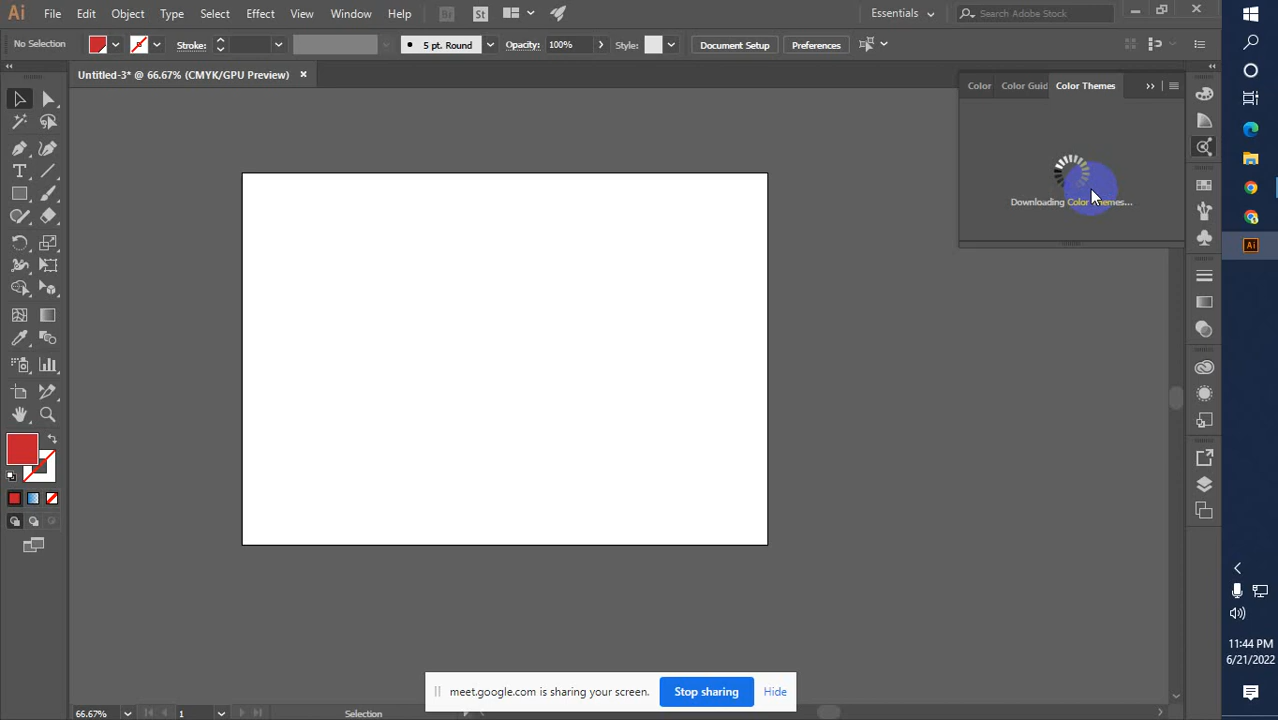 Ai File Edit Object Type Select Effect View Window Help Br St Essentials Search Adobe Stock
No Selection Stroke: 5 pt. Round Opacity: 100% Style: Document Setup Preferences
Untitled-3* @ 66.67% (CMYK/GPU Preview)
Color Color Guid Color Themes
Downloading Color Themes...
Ai
meet.google.com is sharing your screen. Stop sharing Hide
11:44 PM
6/21/2022
66.67% 1 Selection